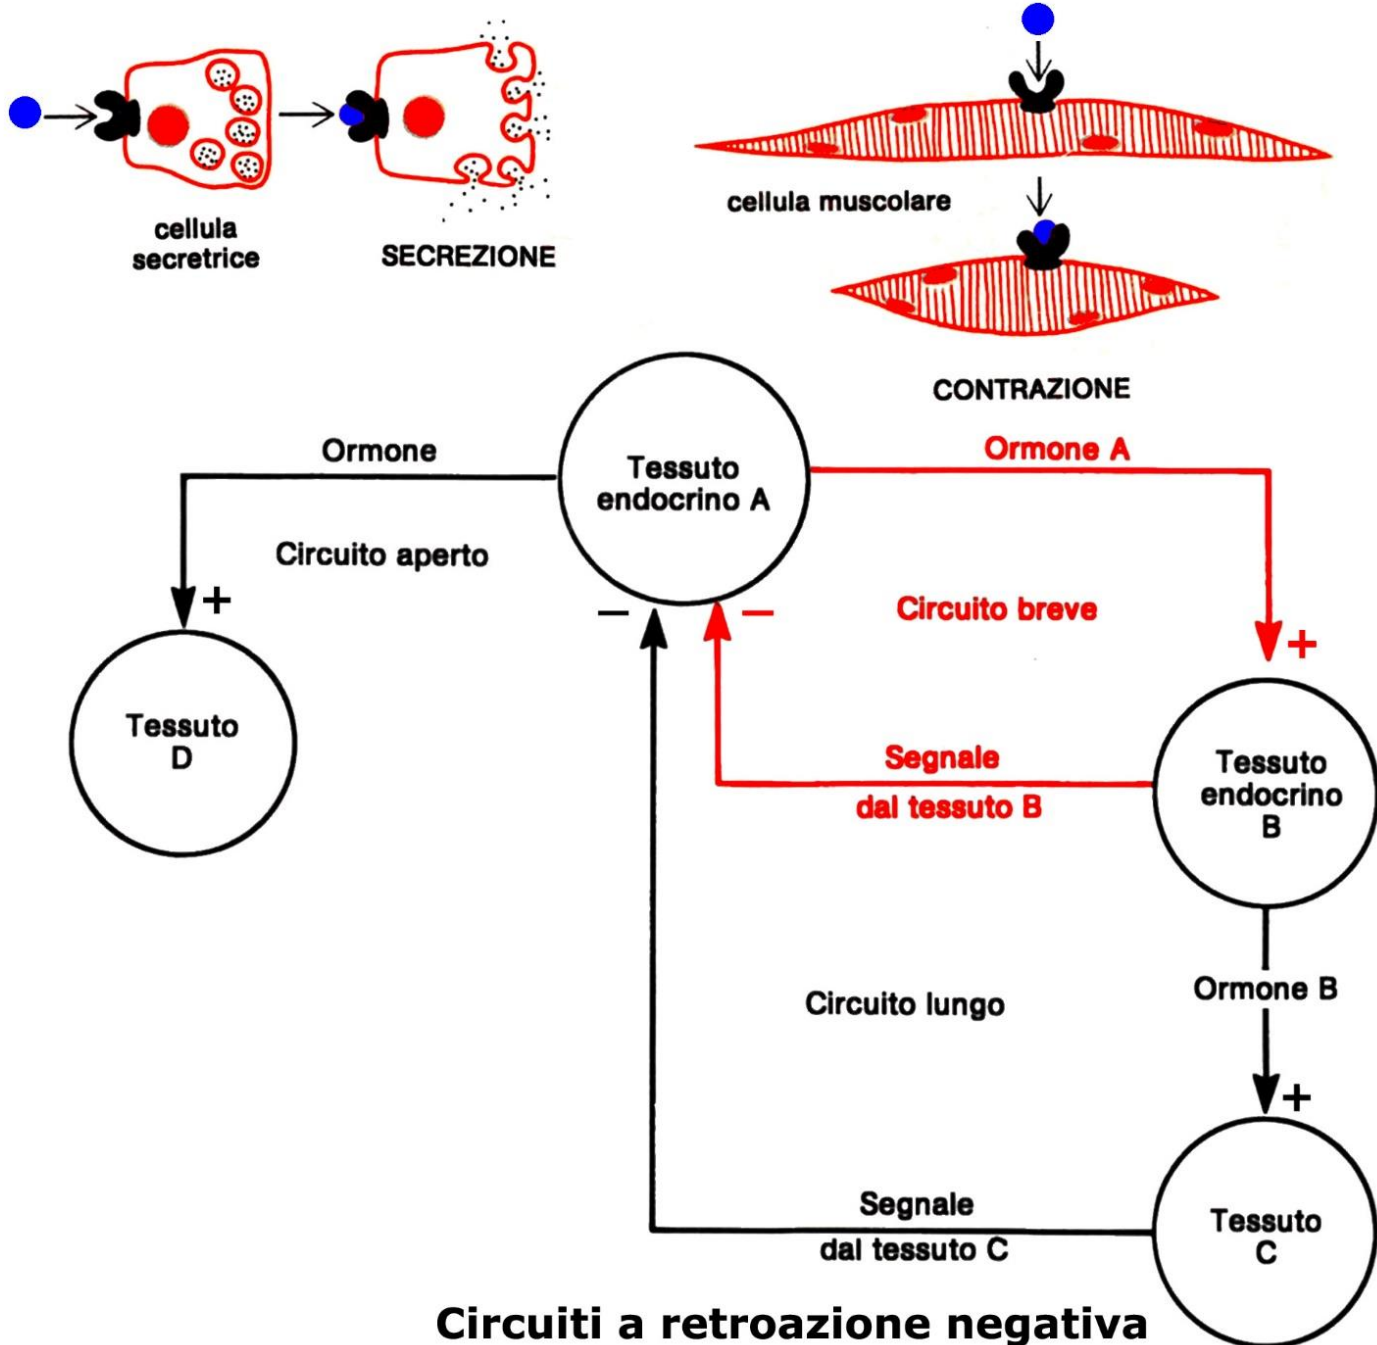 cellula
secretrice
SECREZIONE
cellula muscolare
CONTRAZIONE
Ormone
Circuito aperto
Tessuto
endocrino A
Ormone A
Circuito breve
+
−
−
+
Tessuto
D
Segnale
dal tessuto B
Tessuto
endocrino
B
Circuito lungo
Ormone B
+
Segnale
dal tessuto C
Tessuto
C
Circuiti a retroazione negativa